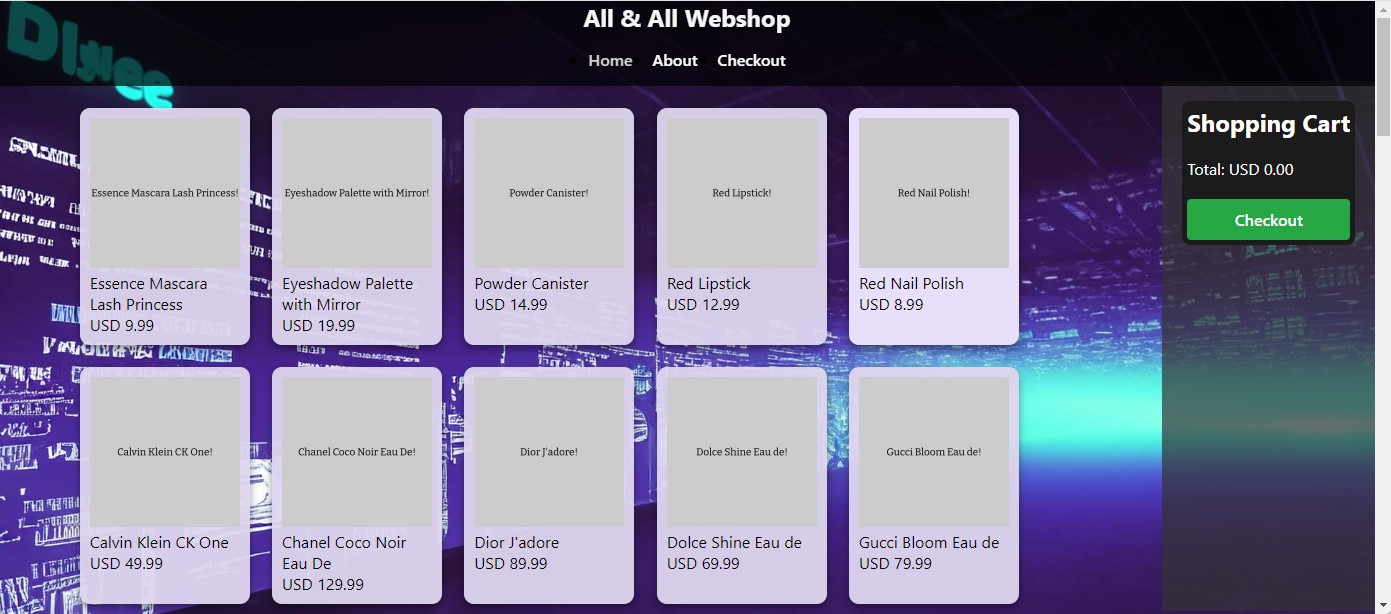 All & All Webshop
Home About Checkout
Shopping Cart
Total: USD 0.00
Checkout
Essence Mascara Lash Princess!
Essence Mascara
Lash Princess
USD 9.99
Eyeshadow Palette with Mirror!
Eyeshadow Palette
with Mirror
USD 19.99
Powder Canister!
Powder Canister
USD 14.99
Red Lipstick!
Red Lipstick
USD 12.99
Red Nail Polish!
Red Nail Polish
USD 8.99
Calvin Klein CK One!
Calvin Klein CK One
USD 49.99
Chanel Coco Noir Eau De!
Chanel Coco Noir
Eau De
USD 129.99
Dior J'adore!
Dior J'adore
USD 89.99
Dolce Shine Eau de!
Dolce Shine Eau de
USD 69.99
Gucci Bloom Eau de!
Gucci Bloom Eau de
USD 79.99